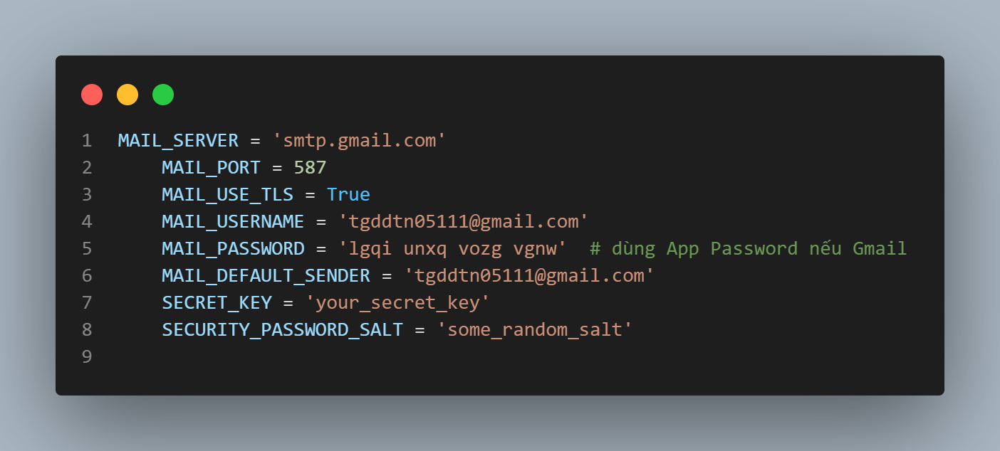 1 MAIL_SERVER = 'smtp.gmail.com'
2 MAIL_PORT = 587
3 MAIL_USE_TLS = True
4 MAIL_USERNAME = 'tgddtn05111@gmail.com'
5 MAIL_PASSWORD = 'lgqi unxq vozg vgnw'  # dùng App Password nếu Gmail
6 MAIL_DEFAULT_SENDER = 'tgddtn05111@gmail.com'
7 SECRET_KEY = 'your_secret_key'
8 SECURITY_PASSWORD_SALT = 'some_random_salt'
9